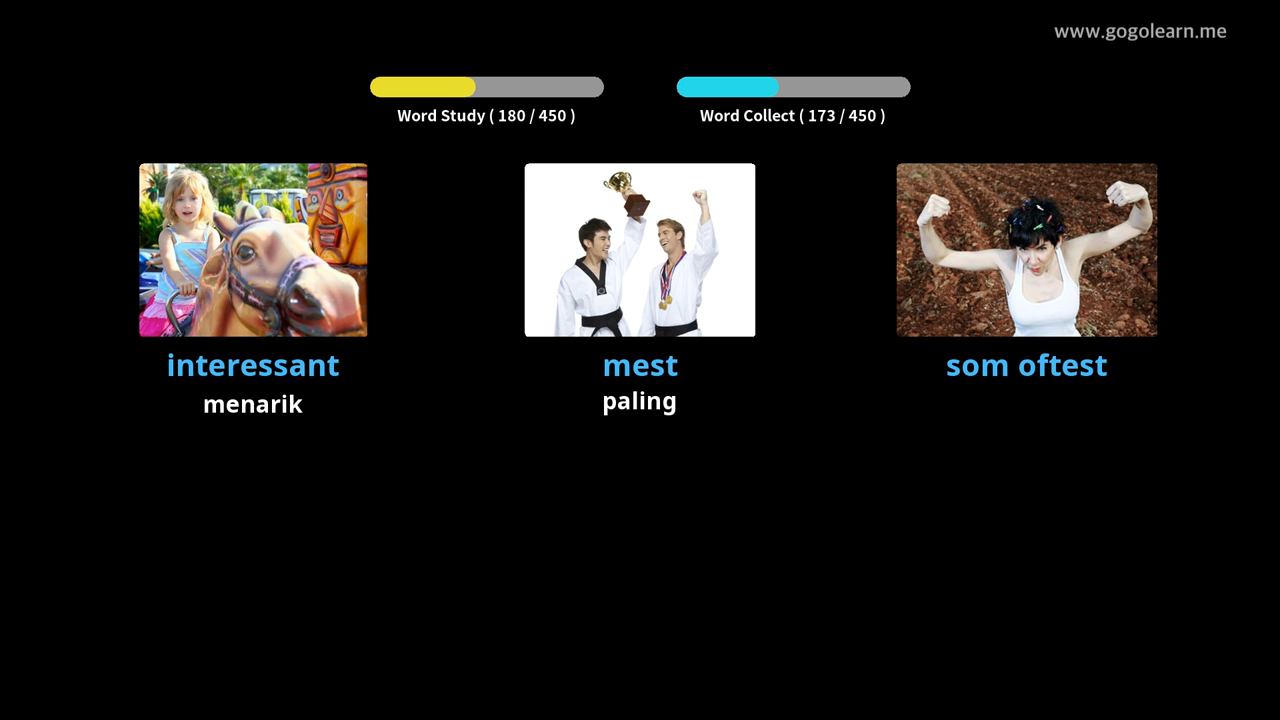 www.gogolearn.me
Word Study ( 180 / 450 )
Word Collect ( 173 / 450 )
interessant
menarik
mest
paling
som oftest